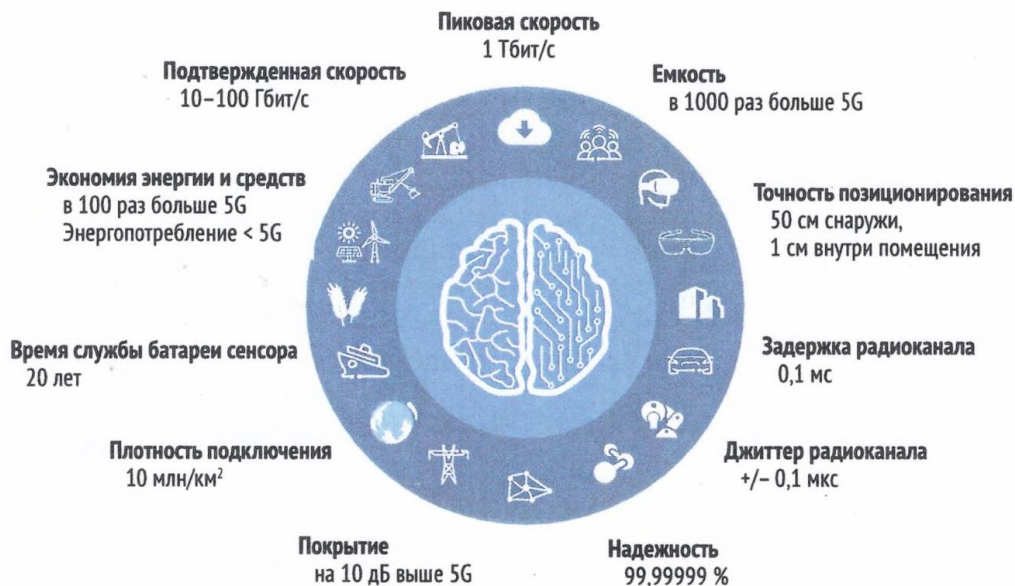 Пиковая скорость
1 Тбит/с
Подтвержденная скорость
10–100 Гбит/с
Емкость
в 1000 раз больше 5G
Экономия энергии и средств
в 100 раз больше 5G
Энергопотребление < 5G
Точность позиционирования
50 см снаружи,
1 см внутри помещения
Время службы батареи сенсора
20 лет
Задержка радиоканала
0,1 мс
Плотность подключения
10 млн/км²
Джиттер радиоканала
+/– 0,1 мкс
Покрытие
на 10 дБ выше 5G
Надежность
99,99999 %